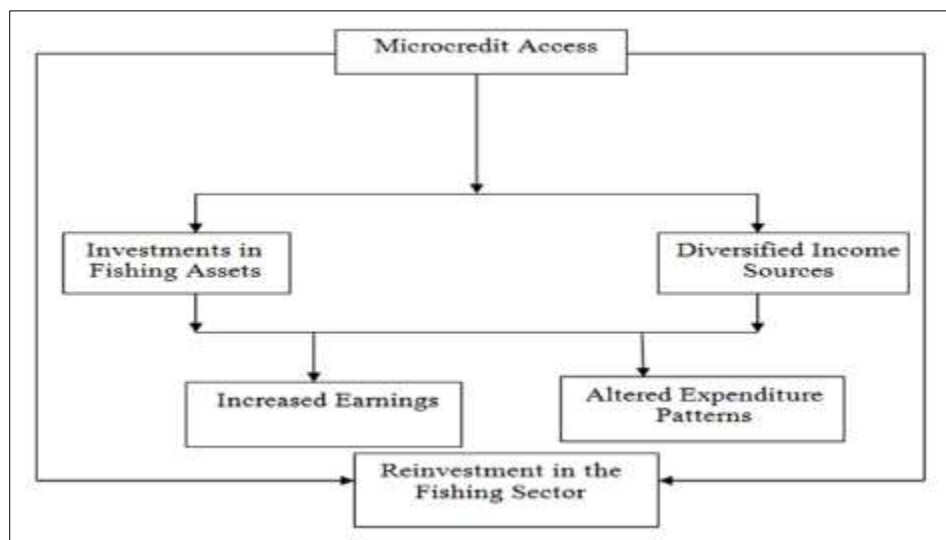 Microcredit Access
Investments in
Fishing Assets
Diversified Income
Sources
Increased Earnings
Altered Expenditure
Patterns
Reinvestment in the
Fishing Sector